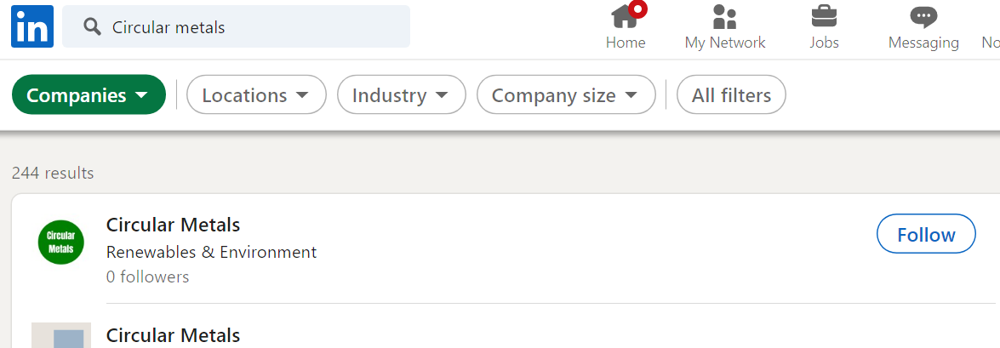 in
Circular metals
Home
My Network
Jobs
Messaging
No
Companies
Locations
Industry
Company size
All filters
244 results
Circular
Metals
Circular Metals
Renewables & Environment
0 followers
Follow
Circular Metals